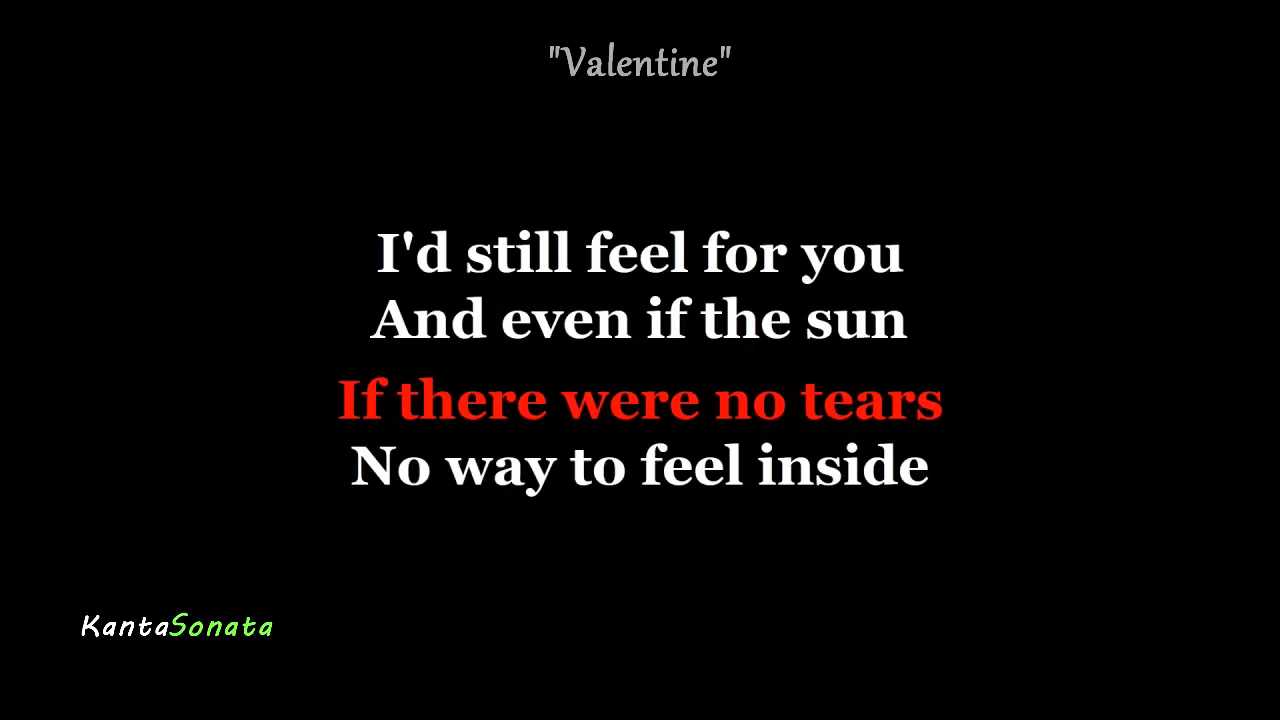 "Valentine"
I'd still feel for you
And even if the sun
If there were no tears
No way to feel inside
KantaSonata